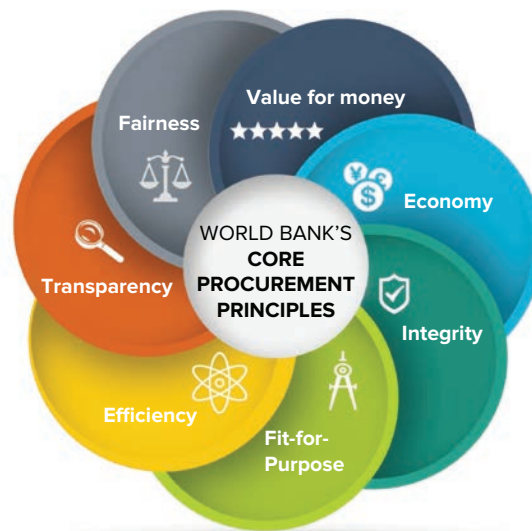 Value for money
Fairness
Economy
WORLD BANK’S
CORE
PROCUREMENT
PRINCIPLES
Transparency
Integrity
Efficiency
Fit-for-
Purpose
¥ £
$